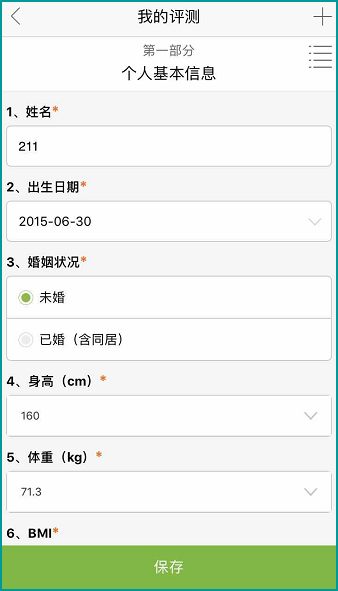 我的评测
第一部分
个人基本信息
1、姓名*
211
2、出生日期*
2015-06-30
3、婚姻状况*
未婚
已婚（含同居）
4、身高（cm）*
160
5、体重（kg）*
71.3
6、BMI*
保存